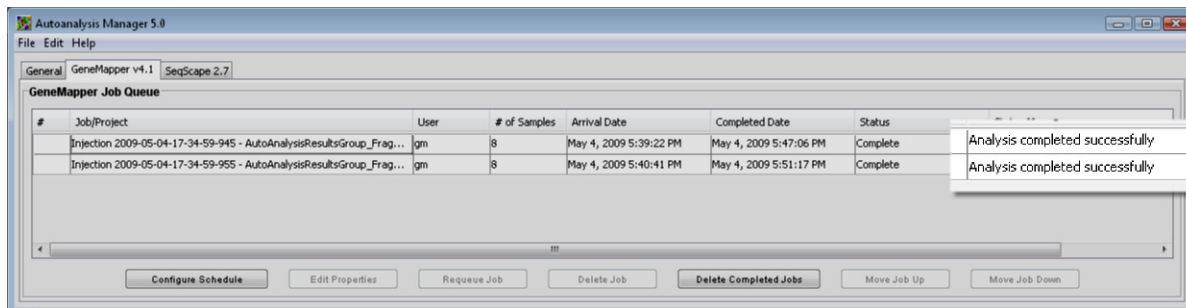 Autoanalysis Manager 5.0
File Edit Help
General GeneMapper v4.1 SeqScape 2.7
GeneMapper Job Queue
# Job/Project User # of Samples Arrival Date Completed Date Status
Injection 2009-05-04-17-34-59-945 - AutoAnalysisResultsGroup_Frag... gm 8 May 4, 2009 5:39:22 PM May 4, 2009 5:47:06 PM Complete Analysis completed successfully
Injection 2009-05-04-17-34-59-955 - AutoAnalysisResultsGroup_Frag... gm 8 May 4, 2009 5:40:41 PM May 4, 2009 5:51:17 PM Complete Analysis completed successfully
Configure Schedule Edit Properties Requeue Job Delete Job Delete Completed Jobs Move Job Up Move Job Down